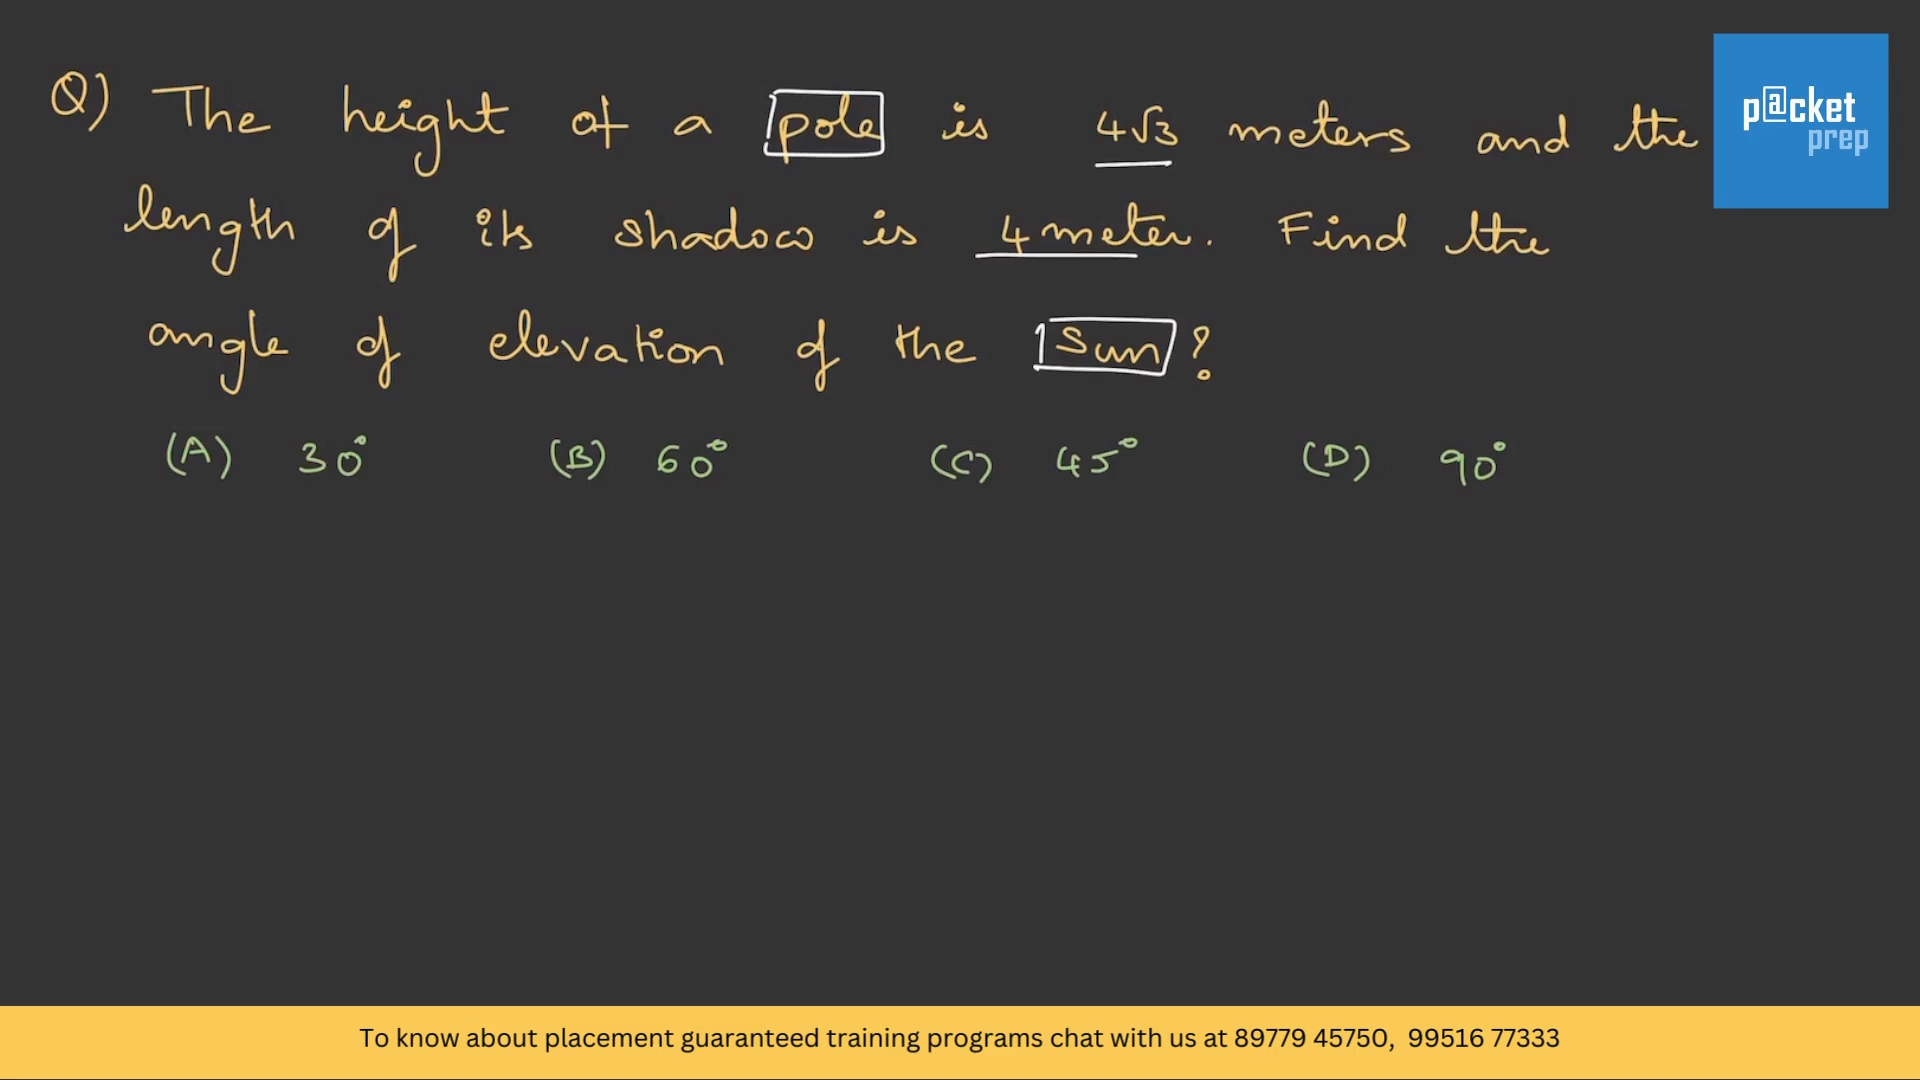 Q) The height of a pole is 4√3 meters and the
length of its shadow is 4 meter. Find the
angle of elevation of the Sun?
(A) 30° (B) 60° (C) 45° (D) 90°
p@cket
prep
To know about placement guaranteed training programs chat with us at 89779 45750, 99516 77333